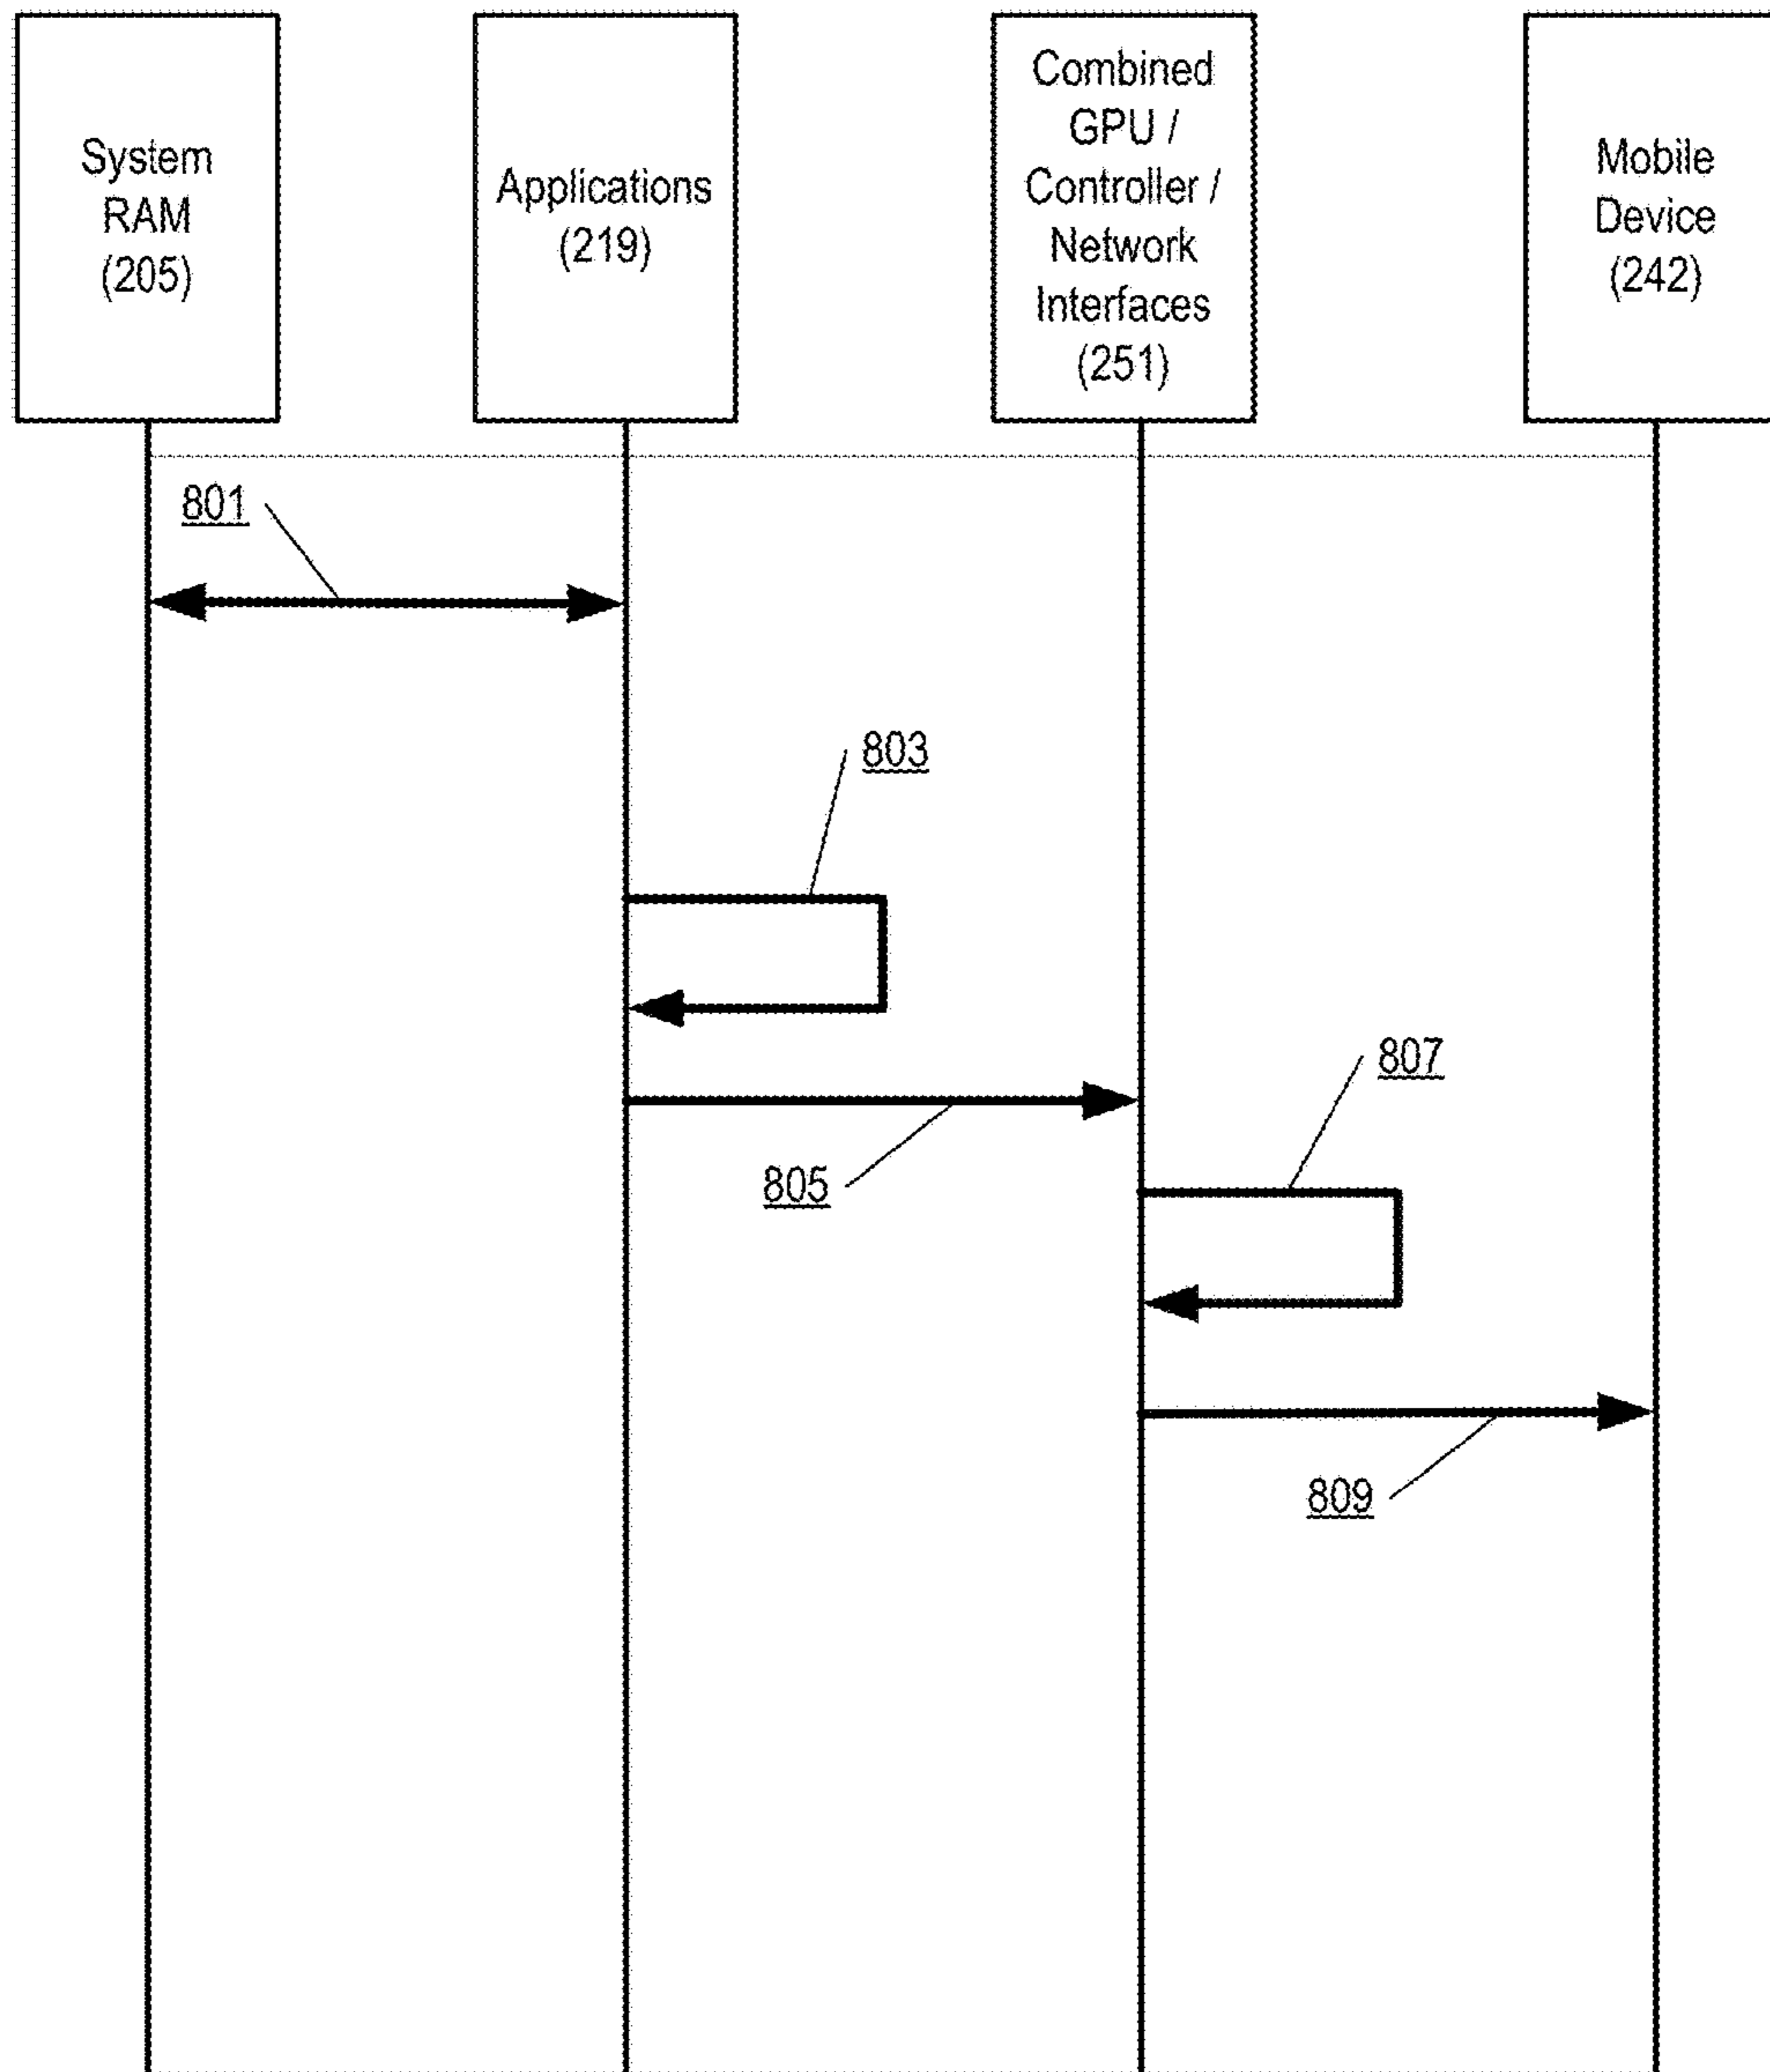 System
RAM
(205)
Applications
(219)
Combined
GPU /
Controller /
Network
Interfaces
(251)
Mobile
Device
(242)
801
803
805
807
809